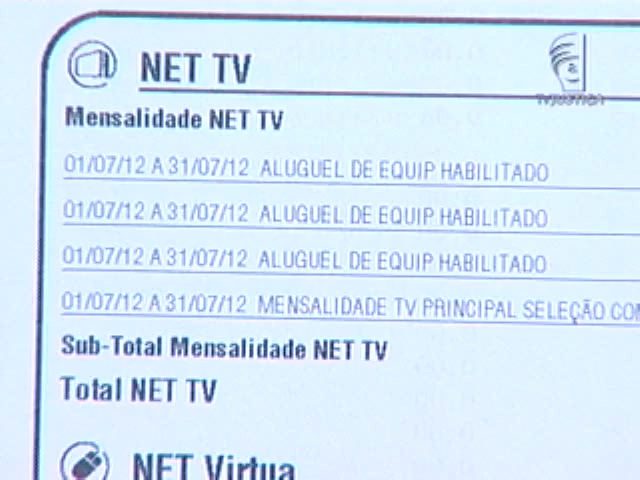 NET TV
TV JUSTIÇA
Mensalidade NET TV
01/07/12 A 31/07/12 ALUGUEL DE EQUIP HABILITADO
01/07/12 A 31/07/12 ALUGUEL DE EQUIP HABILITADO
01/07/12 A 31/07/12 ALUGUEL DE EQUIP HABILITADO
01/07/12 A 31/07/12 MENSALIDADE TV PRINCIPAL SELEÇÃO
Sub-Total Mensalidade NET TV
Total NET TV
NET Virtua